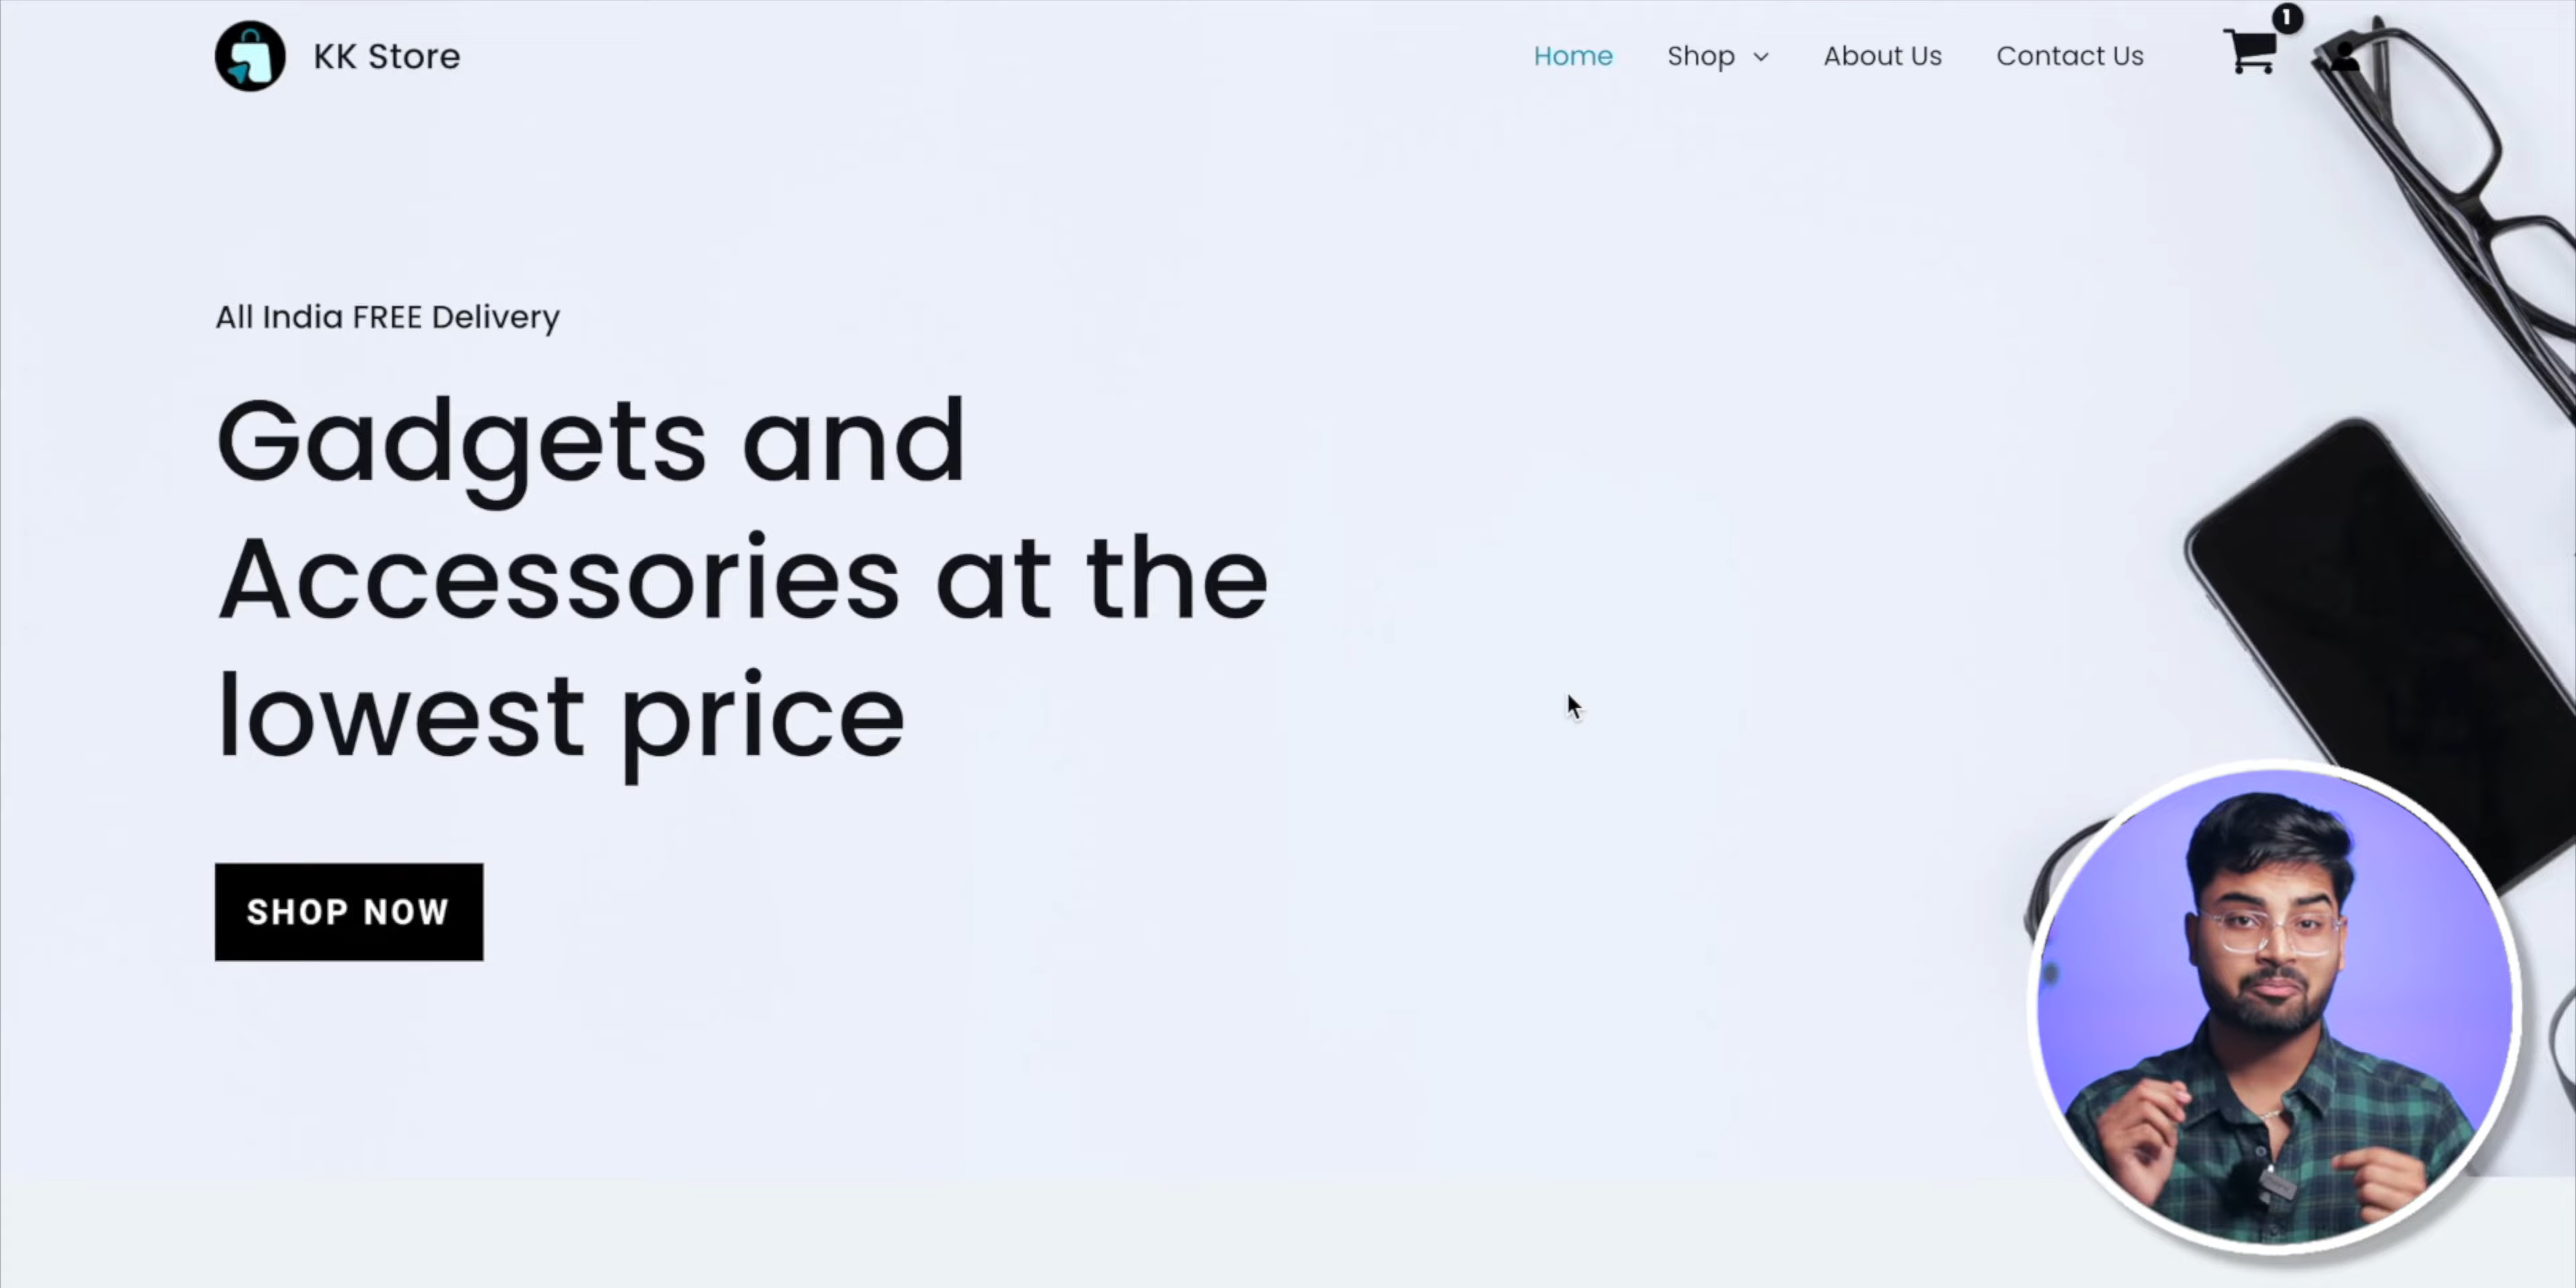 KK Store
Home
Shop
About Us
Contact Us
1
All India FREE Delivery
Gadgets and
Accessories at the
lowest price
SHOP NOW